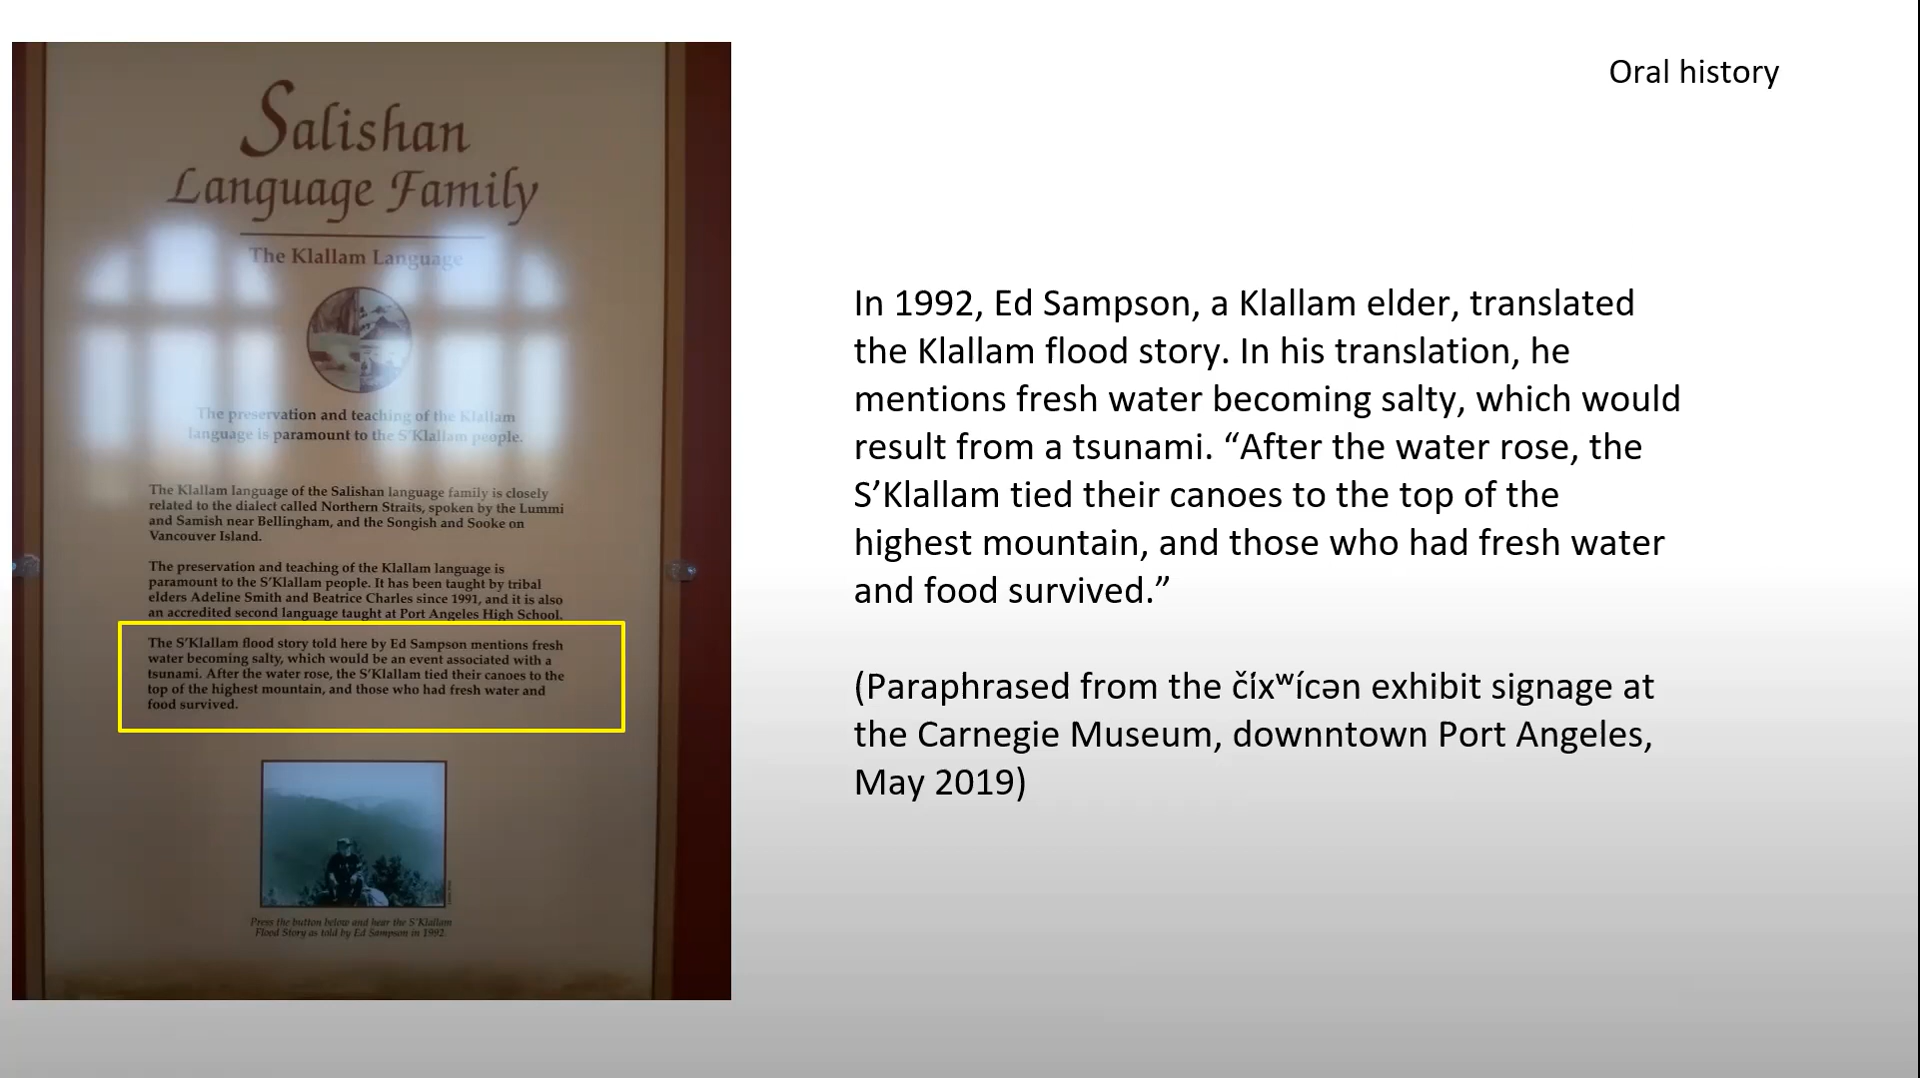 Salishan
Language Family
The Klallam Language
The preservation and teaching of the Klallam
language is paramount to the S'Klallam people.
The Klallam language of the Salishan language family is closely
related to the dialect called Northern Straits, spoken by the Lummi
and Samish near Bellingham, and the Songish and Sooke on
Vancouver Island.
The preservation and teaching of the Klallam language is
paramount to the S'Klallam people. It has been taught by tribal
elders Adeline Smith and Beatrice Charles since 1991, and it is also
an accredited second language taught at Port Angeles High School.
The S'Klallam flood story told here by Ed Sampson mentions fresh
water becoming salty, which would be an event associated with a
tsunami. After the water rose, the S'Klallam tied their canoes to the
top of the highest mountain, and those who had fresh water and
food survived.
Press the button below and hear the S'Klallam
Flood Story as told by Ed Sampson in 1992.
Oral history
In 1992, Ed Sampson, a Klallam elder, translated
the Klallam flood story. In his translation, he
mentions fresh water becoming salty, which would
result from a tsunami. “After the water rose, the
S’Klallam tied their canoes to the top of the
highest mountain, and those who had fresh water
and food survived.”
(Paraphrased from the číxʷícən exhibit signage at
the Carnegie Museum, downntown Port Angeles,
May 2019)